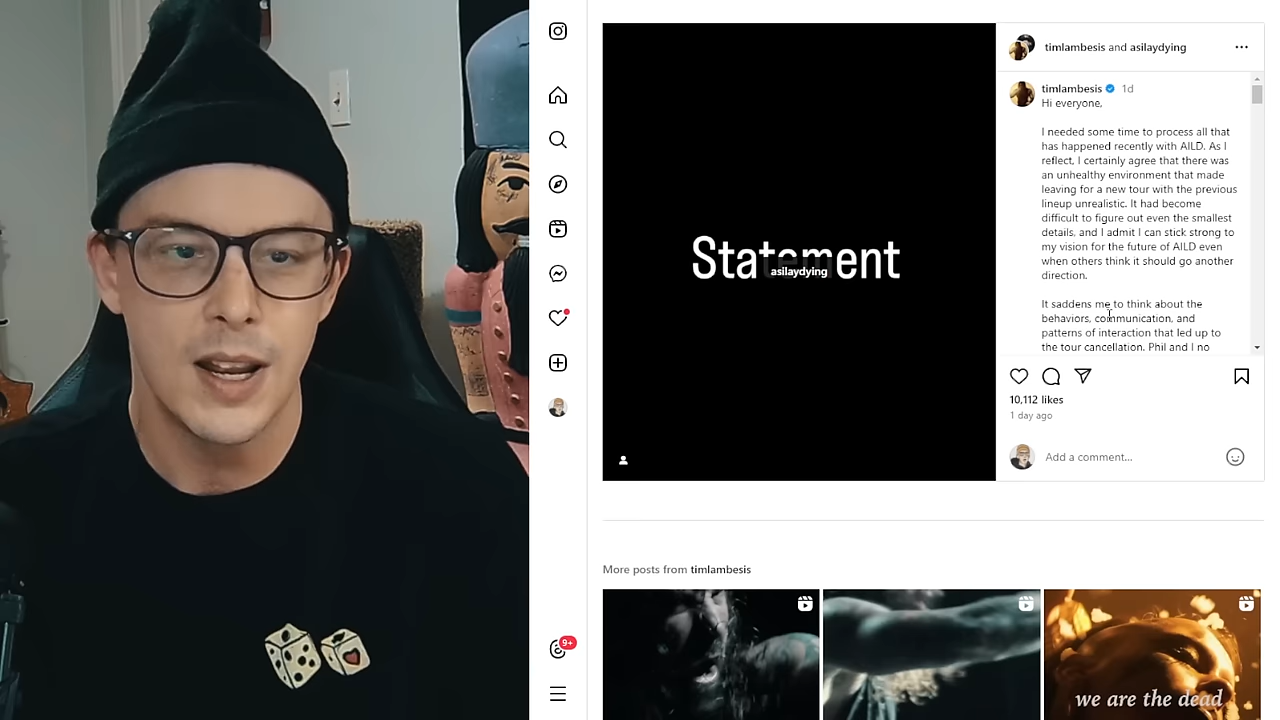 timlambesis and asilaydying
timlambesis 1d
Hi everyone,
I needed some time to process all that
has happened recently with AILD. As I
reflect, I certainly agree that there was
an unhealthy environment that made
leaving for a new tour with the previous
lineup unrealistic. It had become
difficult to figure out even the smallest
details, and I admit I can stick strong to
my vision for the future of AILD even
when others think it should go another
direction.
It saddens me to think about the
behaviors, communication, and
patterns of interaction that led up to
the tour cancellation. Phil and I no
Statement
asilaydying
10,112 likes
1 day ago
Add a comment...
More posts from timlambesis
9+
we are the dead